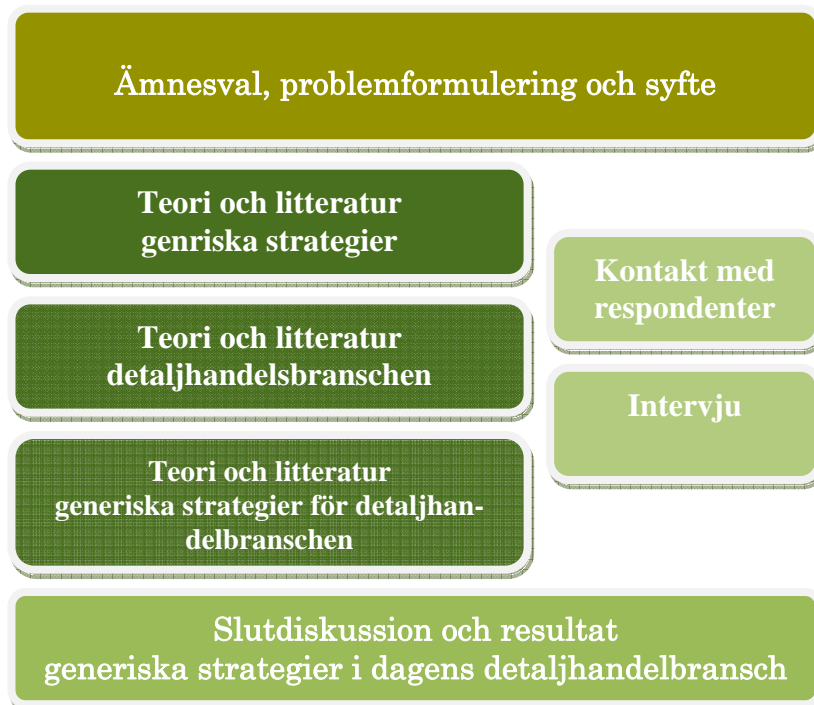 Ämnesval, problemformulering och syfte
Teori och litteratur
genriska strategier
Teori och litteratur
detaljhandelsbranschen
Teori och litteratur
generiska strategier för detaljhan-
delbranschen
Kontakt med
respondenter
Intervju
Slutdiskussion och resultat
generiska strategier i dagens detaljhandelbransch